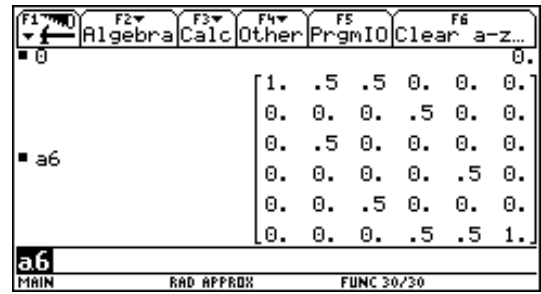 F1 F2 F3 F4 F5 F6
Algebra Calc Other PrgmIO Clear a-z…
0 0.
1. .5 .5 0. 0. 0.
0. 0. 0. .5 0. 0.
0. .5 0. 0. 0. 0.
a6
0. 0. 0. 0. .5 0.
0. 0. .5 0. 0. 0.
0. 0. 0. .5 .5 1.
a6
MAIN RAD APPROX FUNC 30/30